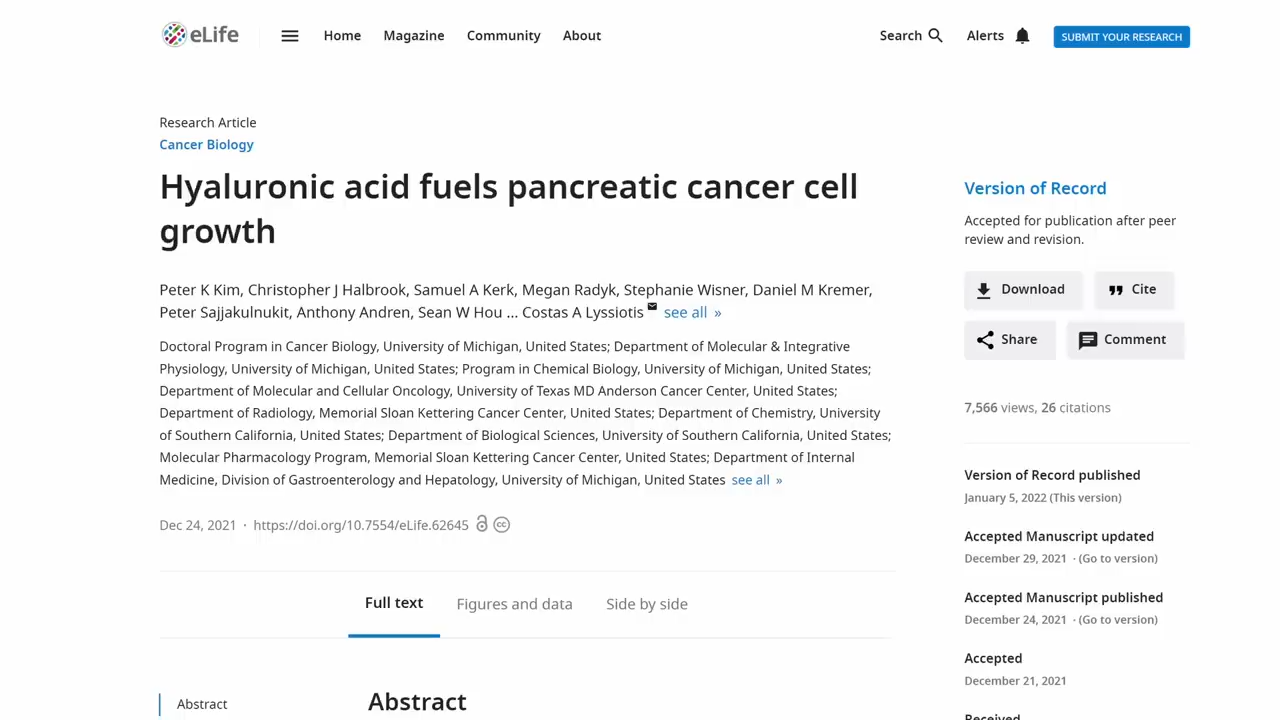 eLife
Home Magazine Community About
Search Alerts SUBMIT YOUR RESEARCH
Research Article
Cancer Biology
Hyaluronic acid fuels pancreatic cancer cell
growth
Peter K Kim, Christopher J Halbrook, Samuel A Kerk, Megan Radyk, Stephanie Wisner, Daniel M Kremer,
Peter Sajjakulnukit, Anthony Andren, Sean W Hou ... Costas A Lyssiotis see all »
Doctoral Program in Cancer Biology, University of Michigan, United States; Department of Molecular & Integrative
Physiology, University of Michigan, United States; Program in Chemical Biology, University of Michigan, United States;
Department of Molecular and Cellular Oncology, University of Texas MD Anderson Cancer Center, United States;
Department of Radiology, Memorial Sloan Kettering Cancer Center, United States; Department of Chemistry, University
of Southern California, United States; Department of Biological Sciences, University of Southern California, United States;
Molecular Pharmacology Program, Memorial Sloan Kettering Cancer Center, United States; Department of Internal
Medicine, Division of Gastroenterology and Hepatology, University of Michigan, United States see all »
Dec 24, 2021 · https://doi.org/10.7554/eLife.62645 cc
Full text Figures and data Side by side
Abstract
Abstract
Version of Record
Accepted for publication after peer
review and revision.
Download Cite
Share Comment
7,566 views, 26 citations
Version of Record published
January 5, 2022 (This version)
Accepted Manuscript updated
December 29, 2021 · (Go to version)
Accepted Manuscript published
December 24, 2021 · (Go to version)
Accepted
December 21, 2021
Received